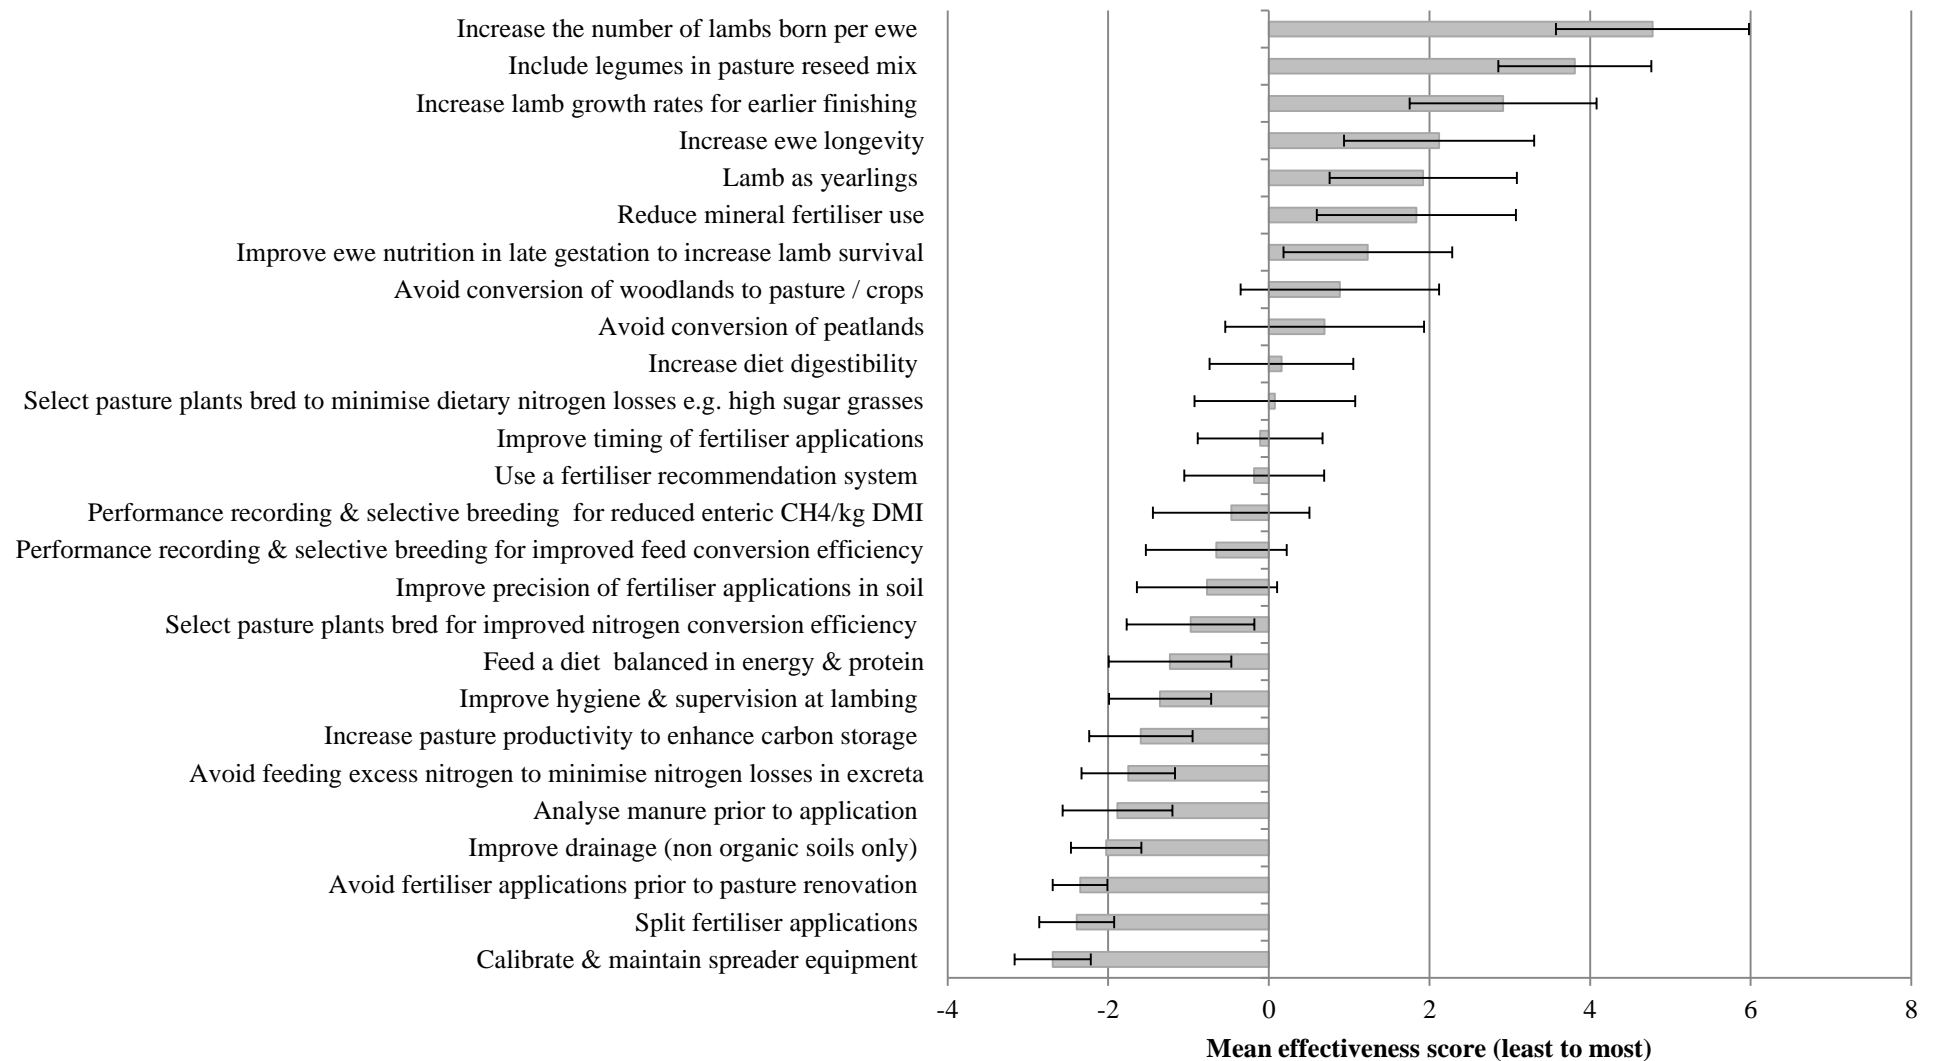 Increase the number of lambs born per ewe
Include legumes in pasture reseed mix
Increase lamb growth rates for earlier finishing
Increase ewe longevity
Lamb as yearlings
Reduce mineral fertiliser use
Improve ewe nutrition in late gestation to increase lamb survival
Avoid conversion of woodlands to pasture / crops
Avoid conversion of peatlands
Increase diet digestibility
Select pasture plants bred to minimise dietary nitrogen losses e.g. high sugar grasses
Improve timing of fertiliser applications
Use a fertiliser recommendation system
Performance recording & selective breeding  for reduced enteric CH4/kg DMI
Performance recording & selective breeding for improved feed conversion efficiency
Improve precision of fertiliser applications in soil
Select pasture plants bred for improved nitrogen conversion efficiency
Feed a diet  balanced in energy & protein
Improve hygiene & supervision at lambing
Increase pasture productivity to enhance carbon storage
Avoid feeding excess nitrogen to minimise nitrogen losses in excreta
Analyse manure prior to application
Improve drainage (non organic soils only)
Avoid fertiliser applications prior to pasture renovation
Split fertiliser applications
Calibrate & maintain spreader equipment
-4 -2 0 2 4 6 8
Mean effectiveness score (least to most)